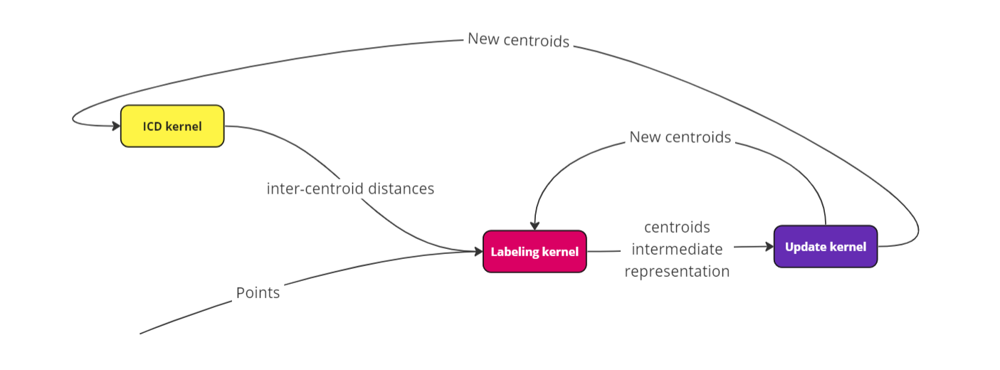 New centroids
ICD kernel
New centroids
inter-centroid distances
centroids
intermediate
representation
Labeling kernel
Update kernel
Points